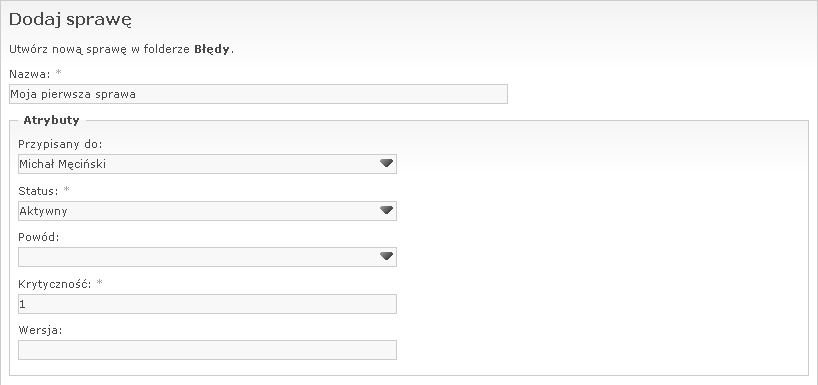 Dodaj sprawę
Utwórz nową sprawę w folderze Błędy.
Nazwa: *
Moja pierwsza sprawa
Atrybuty
Przypisany do:
Michał Męciński
Status: *
Aktywny
Powód:
Krytyczność: *
1
Wersja: